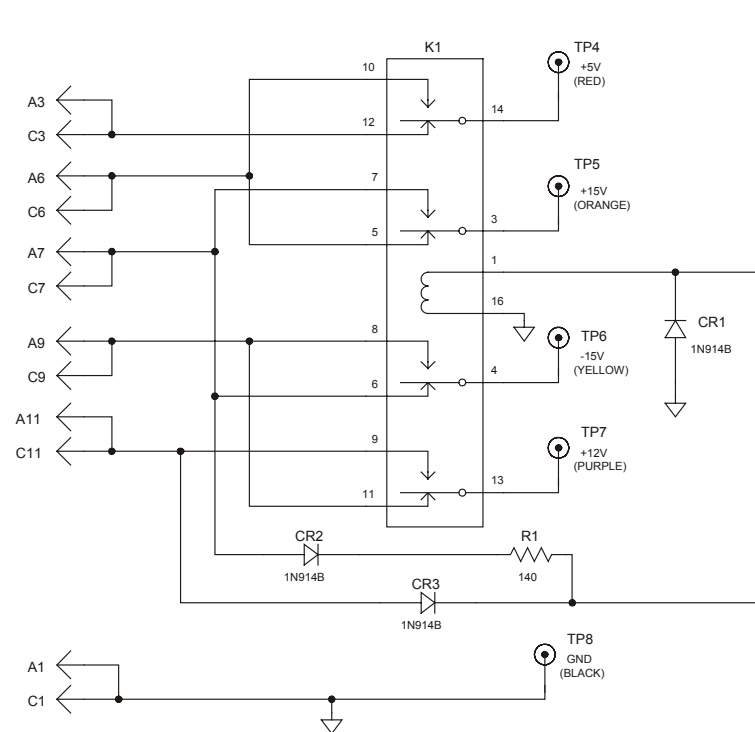 K1
TP4
+5V
(RED)
10
14
A3
12
C3
TP5
A6
7
+15V
(ORANGE)
C6
3
5
A7
1
C7
16
CR1
1N914B
8
TP6
-15V
(YELLOW)
A9
C9
4
6
A11
9
TP7
+12V
(PURPLE)
C11
13
11
CR2
1N914B
R1
140
CR3
1N914B
TP8
GND
(BLACK)
A1
C1